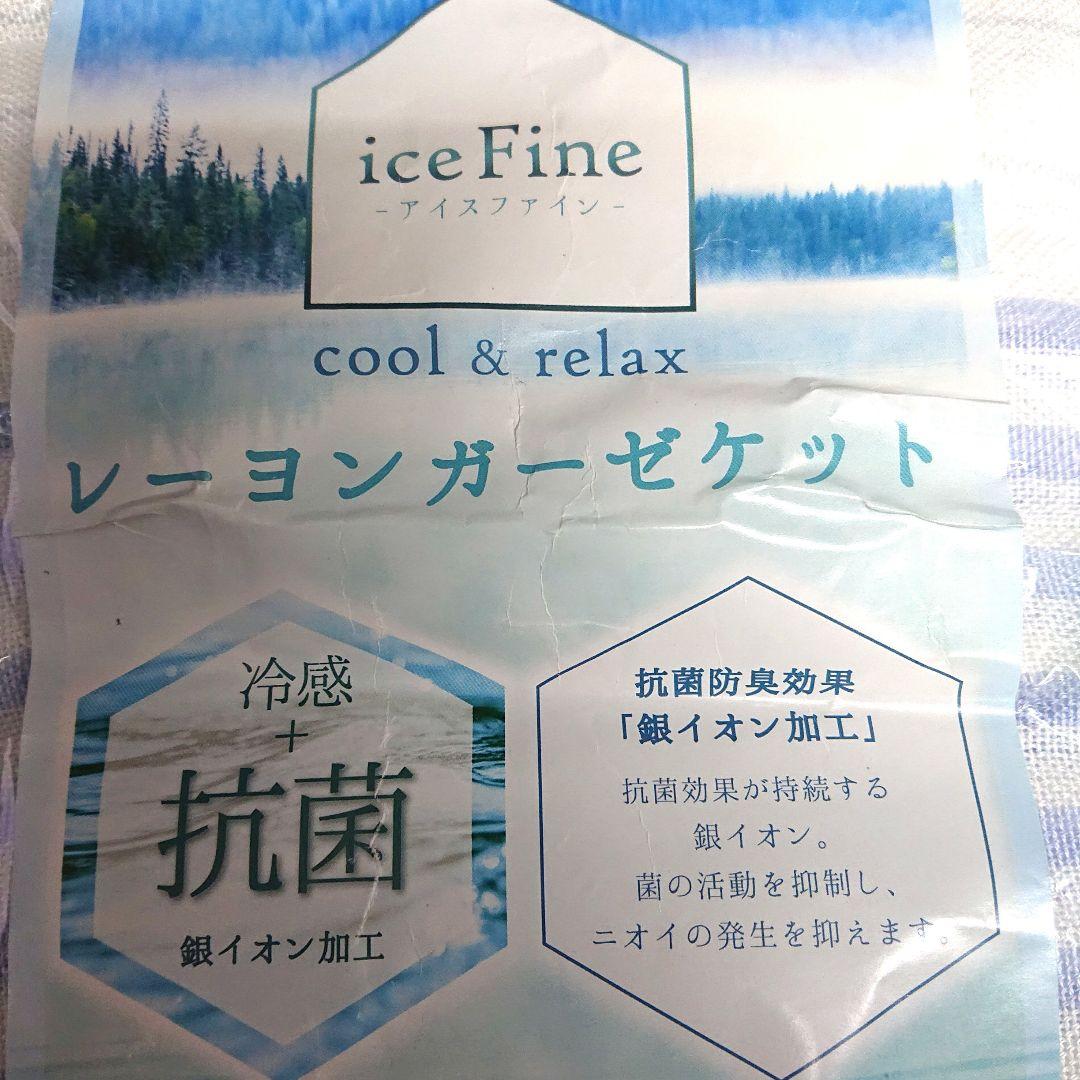 iceFine
-アイスファイン-
cool & relax
レーヨンガーゼケット
冷感
+
抗菌
銀イオン加工
抗菌防臭効果
「銀イオン加工」
抗菌効果が持続する
銀イオン。
菌の活動を抑制し、
ニオイの発生を抑えます。